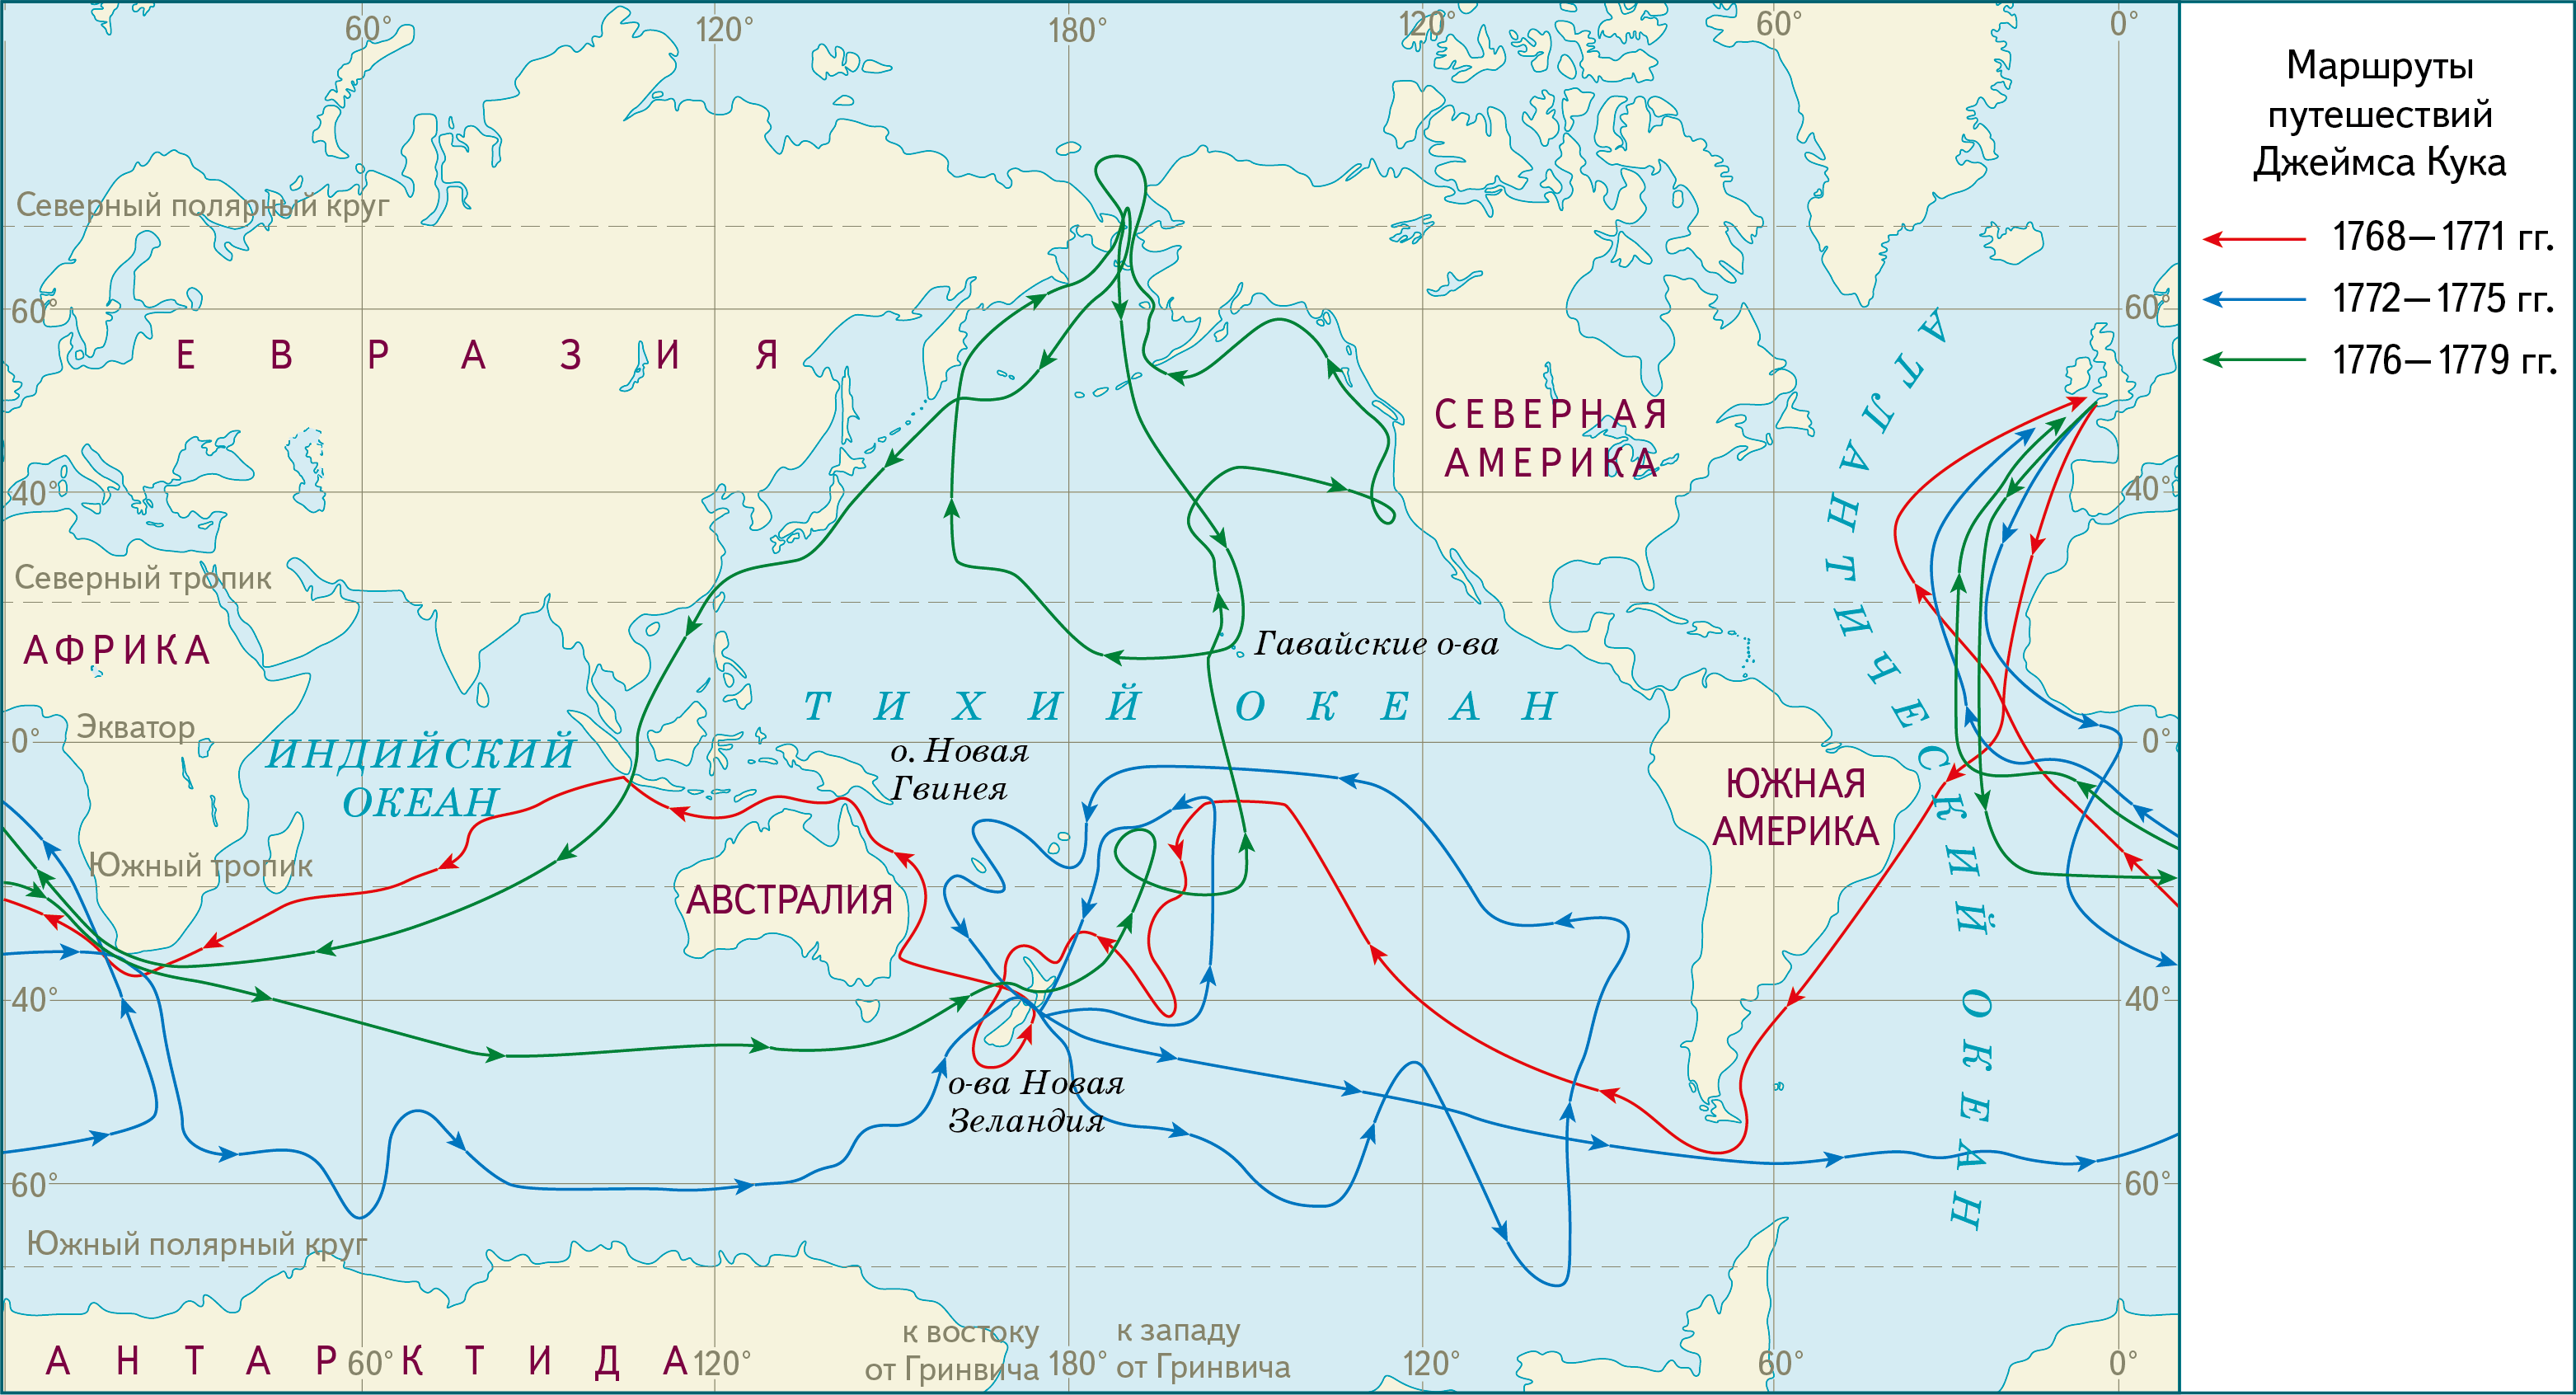 60° 120° 180° 120° 60° 0°
Северный полярный круг
60° 60°
ЕВРАЗИЯ
СЕВЕРНАЯ
АМЕРИКА
40° 40°
Северный тропик
АФРИКА
Гавайские о-ва
ТИХИЙ ОКЕАН
АТЛАНТИЧЕСКИЙ ОКЕАН
Экватор
0° 0°
ИНДИЙСКИЙ
ОКЕАН
о. Новая
Гвинея
ЮЖНАЯ
АМЕРИКА
Южный тропик
АВСТРАЛИЯ
40° 40°
о-ва Новая
Зеландия
60° 60°
Южный полярный круг
АНТАРКТИДА
к востоку
от Гринвича
к западу
от Гринвича
60° 120° 180° 120° 60° 0°
Маршруты
путешествий
Джеймса Кука
1768–1771 гг.
1772–1775 гг.
1776–1779 гг.